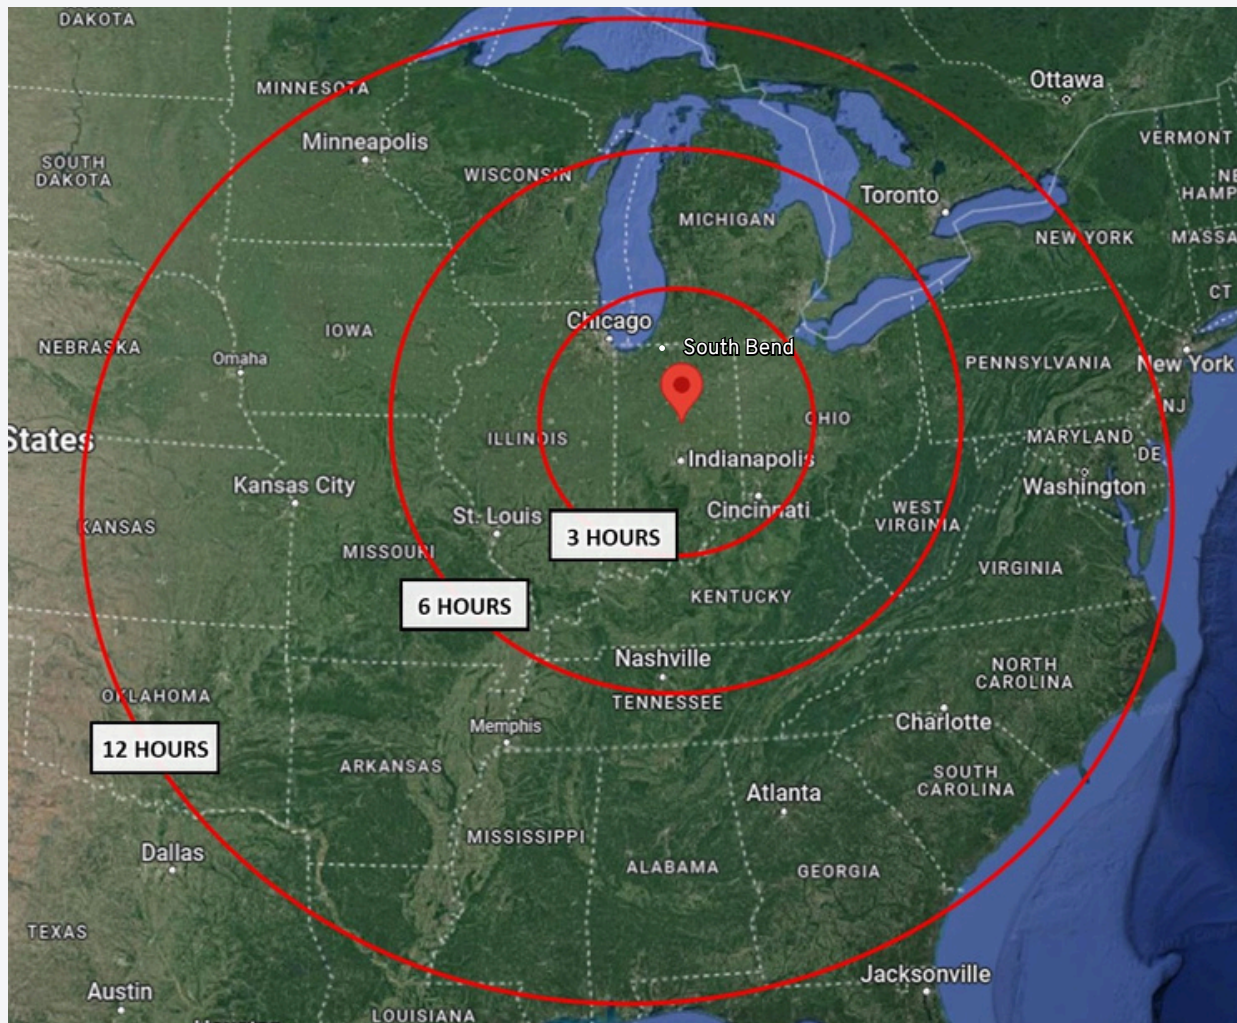 DAKOTA
MINNESOTA
Ottawa
Minneapolis
VERMONT
SOUTH
DAKOTA
WISCONSIN
NE
HAMP
Toronto
MICHIGAN
NEW YORK
MASSA
CT
Chicago
IOWA
NEBRASKA
South Bend
Omaha
PENNSYLVANIA
New York
NJ
OHIO
States
ILLINOIS
MARYLAND
DE
Indianapolis
Kansas City
Washington
St. Louis
Cincinnati
WEST
VIRGINIA
KANSAS
3 HOURS
MISSOURI
VIRGINIA
KENTUCKY
6 HOURS
Nashville
NORTH
CAROLINA
OKLAHOMA
TENNESSEE
Memphis
Charlotte
12 HOURS
ARKANSAS
SOUTH
CAROLINA
Atlanta
MISSISSIPPI
Dallas
ALABAMA
GEORGIA
TEXAS
Jacksonville
Austin
LOUISIANA